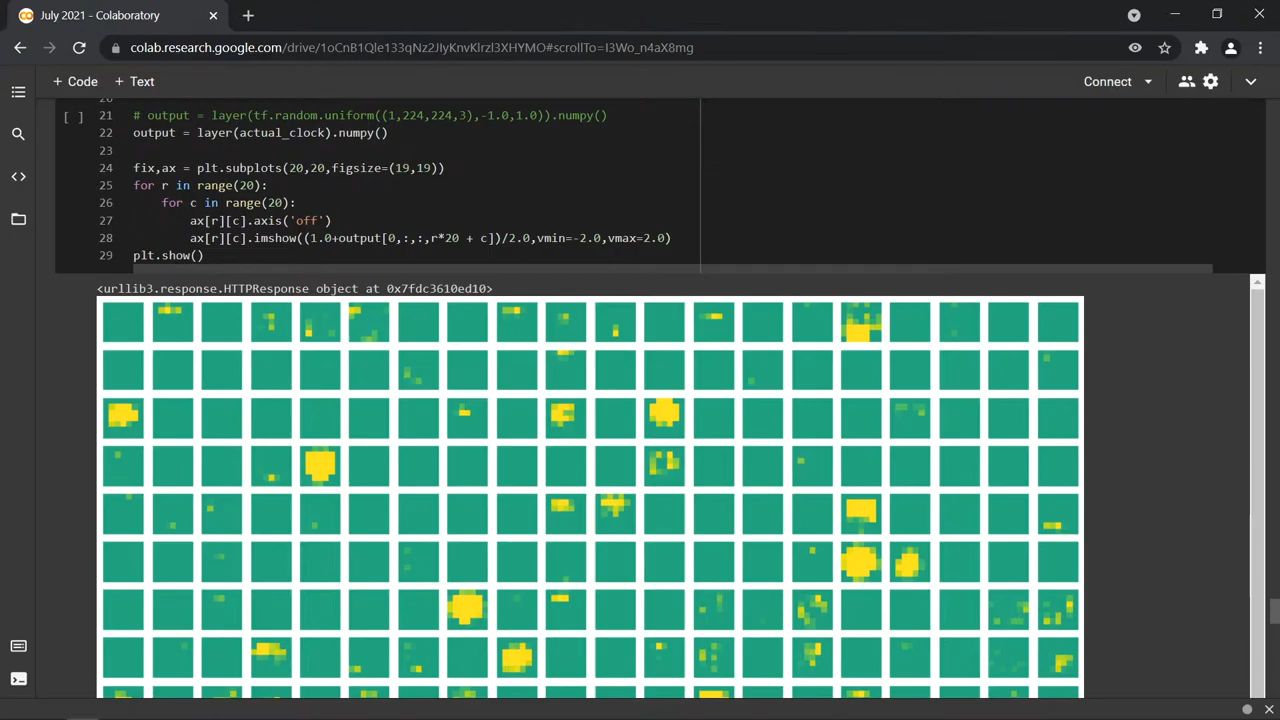 July 2021 - Colaboratory
colab.research.google.com/drive/1oCnB1Qle133qNz2JIyKnvKlrzl3XHYMO#scrollTo=I3Wo_n4aX8mg
+ Code + Text
Connect
20
[ ] 21 # output = layer(tf.random.uniform((1,224,224,3),-1.0,1.0)).numpy()
22 output = layer(actual_clock).numpy()
23
24 fix,ax = plt.subplots(20,20,figsize=(19,19))
25 for r in range(20):
26 for c in range(20):
27 ax[r][c].axis('off')
28 ax[r][c].imshow((1.0+output[0,:,:,r*20 + c])/2.0,vmin=-2.0,vmax=2.0)
29 plt.show()
<urllib3.response.HTTPResponse object at 0x7fdc3610ed10>